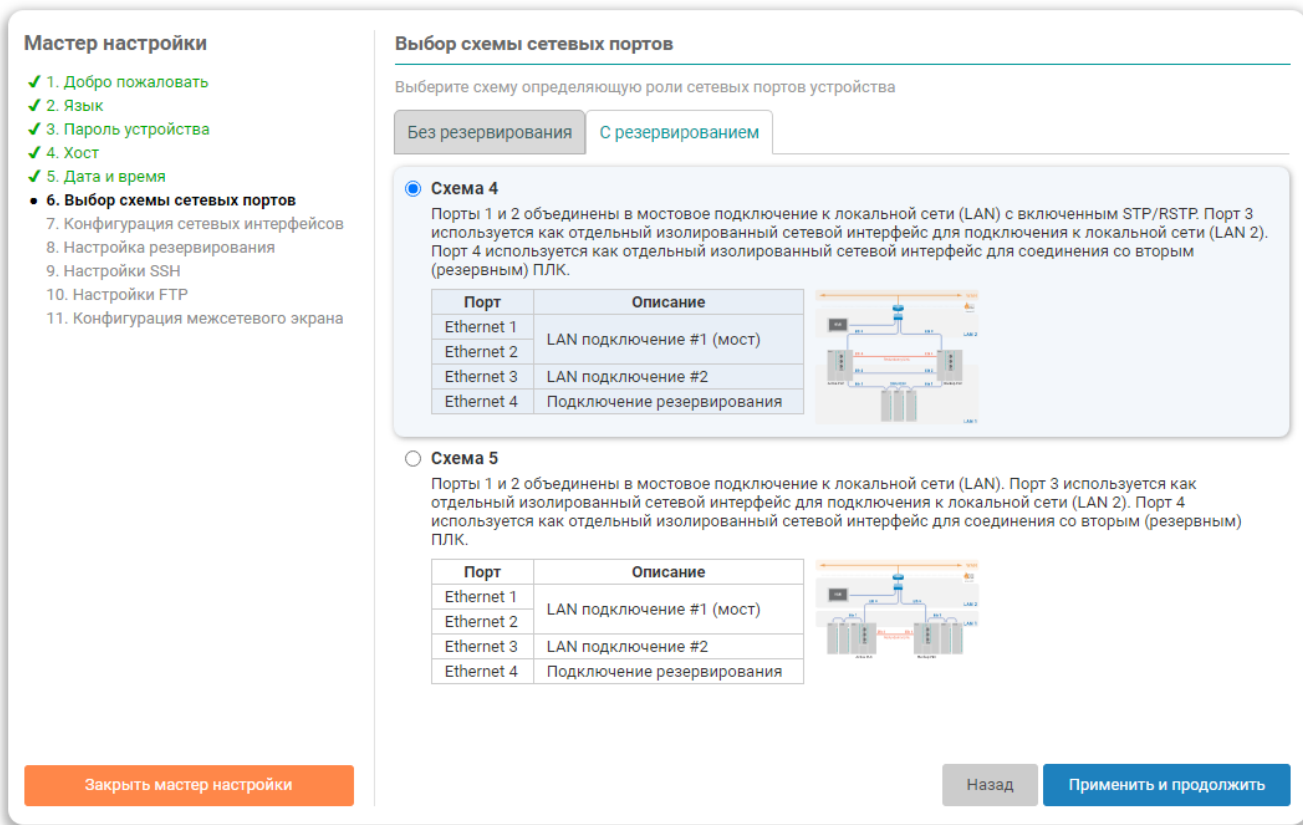 Мастер настройки
✔ 1. Добро пожаловать
✔ 2. Язык
✔ 3. Пароль устройства
✔ 4. Хост
✔ 5. Дата и время
• 6. Выбор схемы сетевых портов
7. Конфигурация сетевых интерфейсов
8. Настройка резервирования
9. Настройки SSH
10. Настройки FTP
11. Конфигурация межсетевого экрана
Закрыть мастер настройки
Выбор схемы сетевых портов
Выберите схему определяющую роли сетевых портов устройства
Без резервирования
С резервированием
Схема 4
Порты 1 и 2 объединены в мостовое подключение к локальной сети (LAN) с включенным STP/RSTP. Порт 3
используется как отдельный изолированный сетевой интерфейс для подключения к локальной сети (LAN 2).
Порт 4 используется как отдельный изолированный сетевой интерфейс для соединения со вторым
(резервным) ПЛК.
Порт Описание
Ethernet 1
LAN подключение #1 (мост)
Ethernet 2
Ethernet 3 LAN подключение #2
Ethernet 4 Подключение резервирования
LAN 2
LAN 1
Схема 5
Порты 1 и 2 объединены в мостовое подключение к локальной сети (LAN). Порт 3 используется как
отдельный изолированный сетевой интерфейс для подключения к локальной сети (LAN 2). Порт 4
используется как отдельный изолированный сетевой интерфейс для соединения со вторым (резервным)
ПЛК.
Порт Описание
Ethernet 1
LAN подключение #1 (мост)
Ethernet 2
Ethernet 3 LAN подключение #2
Ethernet 4 Подключение резервирования
LAN 2
LAN 1
Назад
Применить и продолжить